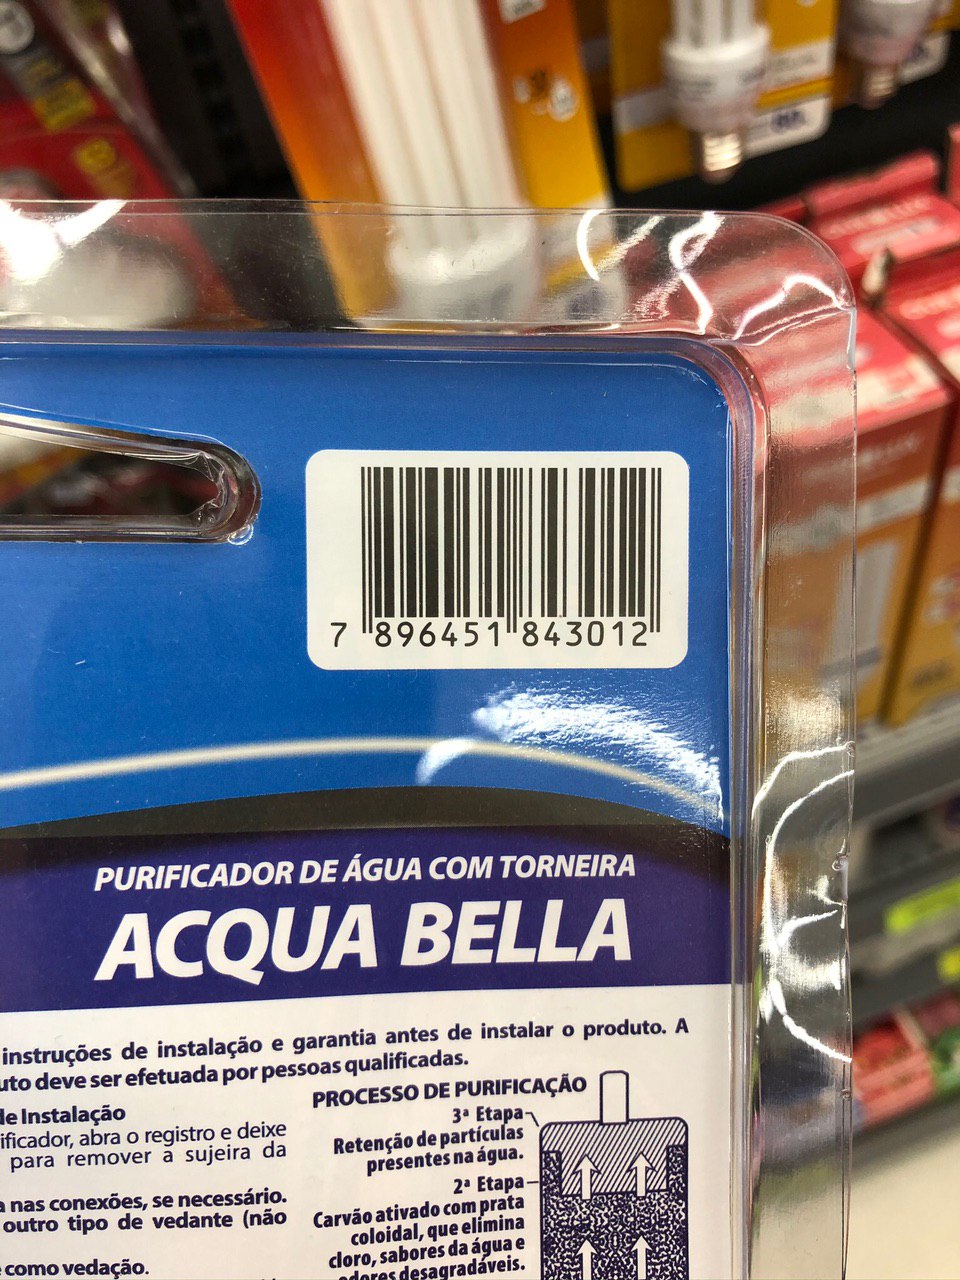 7 896451 843012
PURIFICADOR DE ÁGUA COM TORNEIRA
ACQUA BELLA
instruções de instalação e garantia antes de instalar o produto. A
deve ser efetuada por pessoas qualificadas.
de Instalação
abra o registro e deixe
para remover a sujeira da
nas conexões, se necessário.
outro tipo de vedante (não
como vedação.
PROCESSO DE PURIFICAÇÃO
3ª Etapa
Retenção de partículas
presentes na água.
2ª Etapa
Carvão ativado com prata
coloidal, que elimina
cloro, sabores da água e
odores desagradáveis.